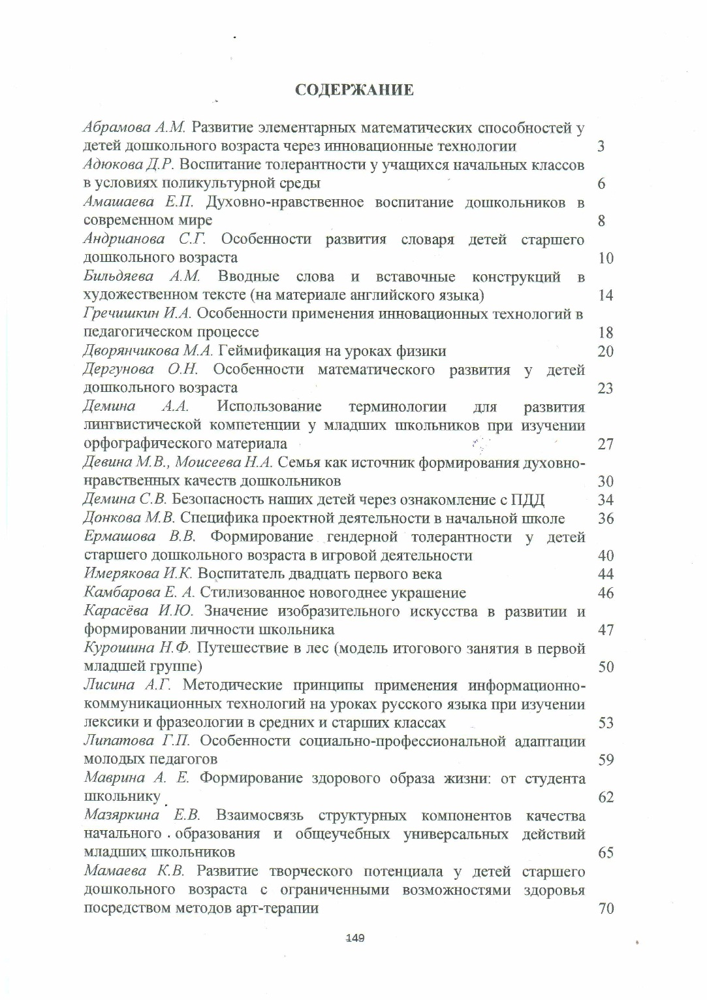 СОДЕРЖАНИЕ
Абрамова А.М. Развитие элементарных математических способностей у
детей дошкольного возраста через инновационные технологии 3
Адюкова Д.Р. Воспитание толерантности у учащихся начальных классов
в условиях поликультурной среды 6
Амашаева Е.П. Духовно-нравственное воспитание дошкольников в
современном мире 8
Андрианова С.Г. Особенности развития словаря детей старшего
дошкольного возраста 10
Бильдяева А.М. Вводные слова и вставочные конструкций в
художественном тексте (на материале английского языка) 14
Гречишкин И.А. Особенности применения инновационных технологий в
педагогическом процессе 18
Дворянчикова М.А. Геймификация на уроках физики 20
Дергунова О.Н. Особенности математического развития у детей
дошкольного возраста 23
Демина А.А. Использование терминологии для развития
лингвистической компетенции у младших школьников при изучении
орфографического материала 27
Девина М.В., Моисеева Н.А. Семья как источник формирования духовно-
нравственных качеств дошкольников 30
Демина С.В. Безопасность наших детей через ознакомление с ПДД 34
Донкова М.В. Специфика проектной деятельности в начальной школе 36
Ермашова В.В. Формирование гендерной толерантности у детей
старшего дошкольного возраста в игровой деятельности 40
Имерякова И.К. Воспитатель двадцать первого века 44
Камбарова Е. А. Стилизованное новогоднее украшение 46
Карасёва И.Ю. Значение изобразительного искусства в развитии и
формировании личности школьника 47
Курошина Н.Ф. Путешествие в лес (модель итогового занятия в первой
младшей группе) 50
Лисина А.Г. Методические принципы применения информационно-
коммуникационных технологий на уроках русского языка при изучении
лексики и фразеологии в средних и старших классах 53
Липатова Г.П. Особенности социально-профессиональной адаптации
молодых педагогов 59
Маврина А. Е. Формирование здорового образа жизни: от студента
школьнику 62
Мазяркина Е.В. Взаимосвязь структурных компонентов качества
начального образования и общеучебных универсальных действий
младших школьников 65
Мамаева К.В. Развитие творческого потенциала у детей старшего
дошкольного возраста с ограниченными возможностями здоровья
посредством методов арт-терапии 70
149